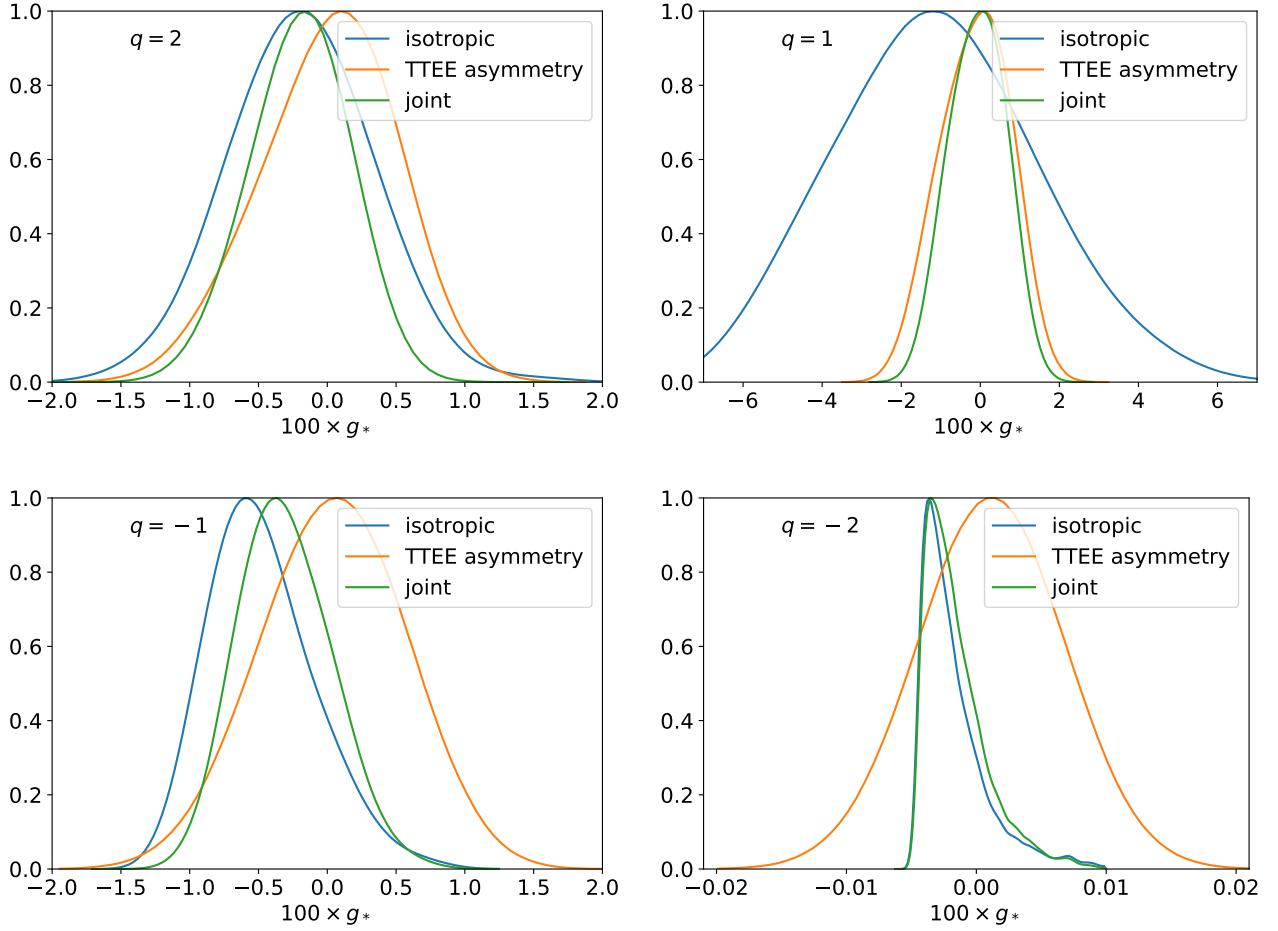 1.0
0.8
0.6
0.4
0.2
0.0
q = 2
isotropic
TTEE asymmetry
joint
−2.0 −1.5 −1.0 −0.5 0.0 0.5 1.0 1.5 2.0
100 × g*
1.0
0.8
0.6
0.4
0.2
0.0
q = 1
isotropic
TTEE asymmetry
joint
−6 −4 −2 0 2 4 6
100 × g*
1.0
0.8
0.6
0.4
0.2
0.0
q = −1
isotropic
TTEE asymmetry
joint
−2.0 −1.5 −1.0 −0.5 0.0 0.5 1.0 1.5 2.0
100 × g*
1.0
0.8
0.6
0.4
0.2
0.0
q = −2
isotropic
TTEE asymmetry
joint
−0.02 −0.01 0.00 0.01 0.02
100 × g*